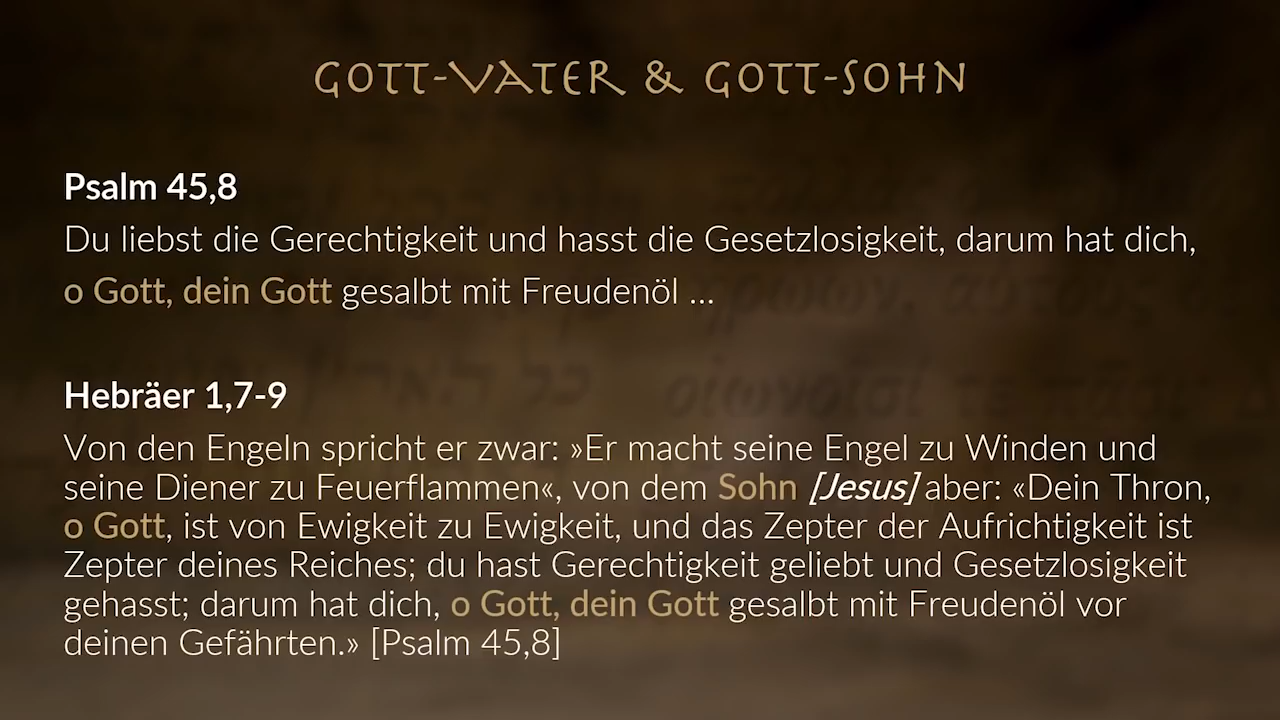 GOTT-VATER & GOTT-SOHN
Psalm 45,8
Du liebst die Gerechtigkeit und hasst die Gesetzlosigkeit, darum hat dich,
o Gott, dein Gott gesalbt mit Freudenöl ...
Hebräer 1,7-9
Von den Engeln spricht er zwar: »Er macht seine Engel zu Winden und
seine Diener zu Feuerflammen«, von dem Sohn [Jesus] aber: «Dein Thron,
o Gott, ist von Ewigkeit zu Ewigkeit, und das Zepter der Aufrichtigkeit ist
Zepter deines Reiches; du hast Gerechtigkeit geliebt und Gesetzlosigkeit
gehasst; darum hat dich, o Gott, dein Gott gesalbt mit Freudenöl vor
deinen Gefährten.» [Psalm 45,8]